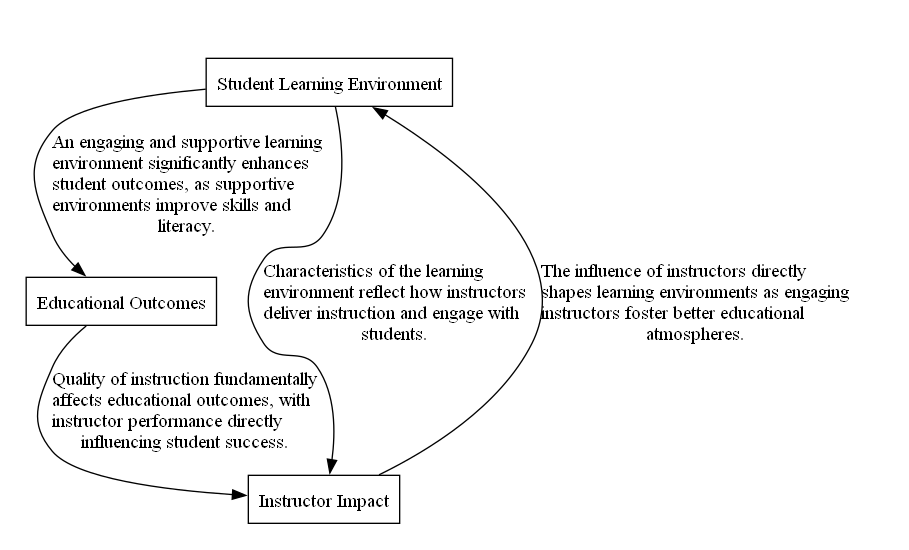 Student Learning Environment
An engaging and supportive learning
environment significantly enhances
student outcomes, as supportive
environments improve skills and
literacy.
Characteristics of the learning
environment reflect how instructors
deliver instruction and engage with
students.
The influence of instructors directly
shapes learning environments as engaging
instructors foster better educational
atmospheres.
Educational Outcomes
Quality of instruction fundamentally
affects educational outcomes, with
instructor performance directly
influencing student success.
Instructor Impact